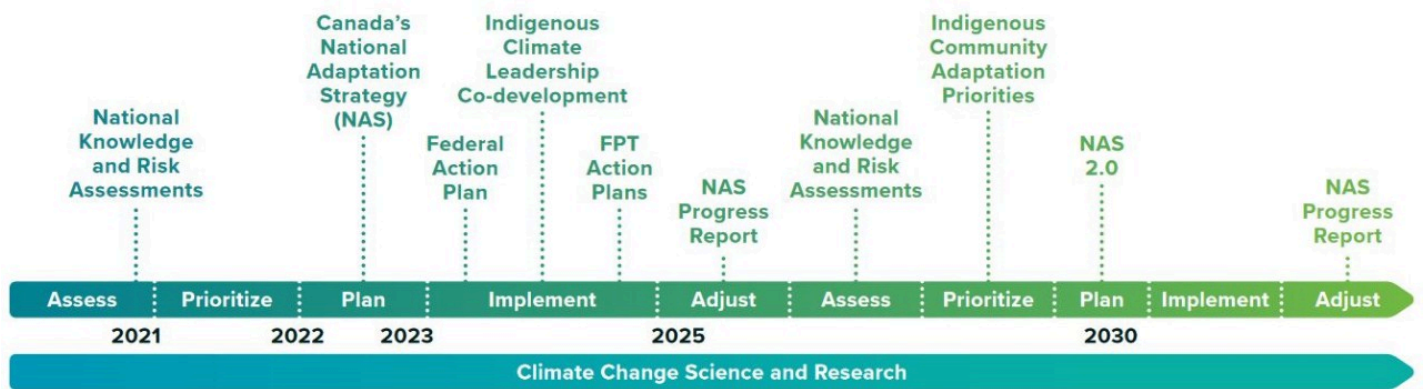 National
Knowledge
and Risk
Assessments
Canada's
National
Adaptation
Strategy
(NAS)
Federal
Action
Plan
Indigenous
Climate
Leadership
Co-development
FPT
Action
Plans
NAS
Progress
Report
National
Knowledge
and Risk
Assessments
Indigenous
Community
Adaptation
Priorities
NAS
2.0
NAS
Progress
Report
Assess Prioritize Plan Implement Adjust Assess Prioritize Plan Implement Adjust
2021 2022 2023 2025 2030
Climate Change Science and Research